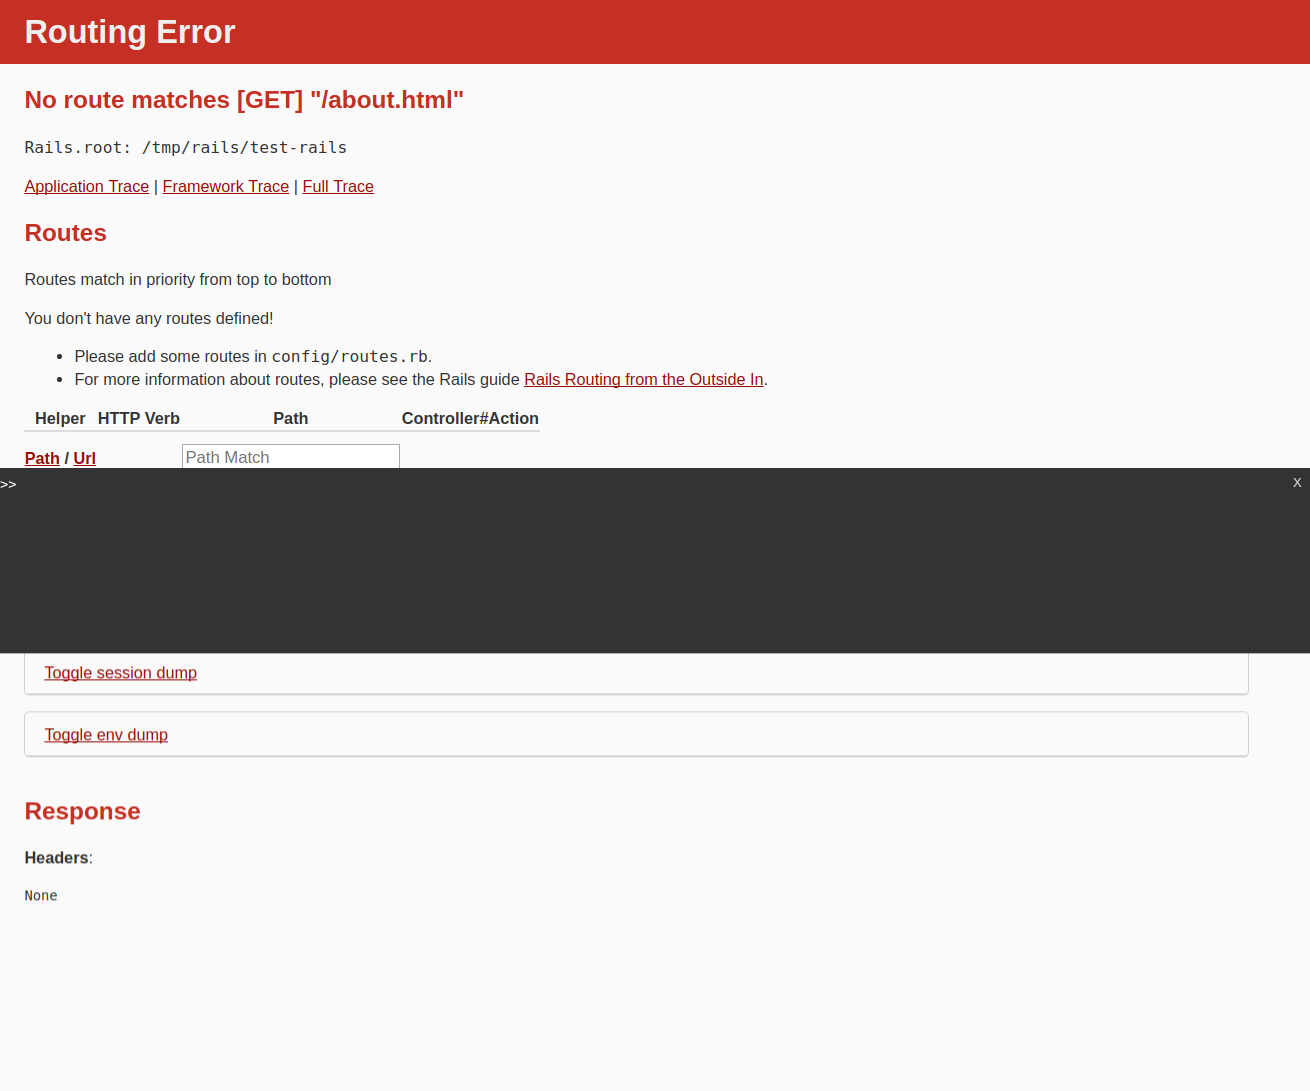 Routing Error
No route matches [GET] "/about.html"
Rails.root: /tmp/rails/test-rails
Application Trace | Framework Trace | Full Trace
Routes
Routes match in priority from top to bottom
You don't have any routes defined!
• Please add some routes in config/routes.rb.
• For more information about routes, please see the Rails guide Rails Routing from the Outside In.
Helper HTTP Verb Path Controller#Action
Path / Url Path Match
>> X
Toggle session dump
Toggle env dump
Response
Headers:
None